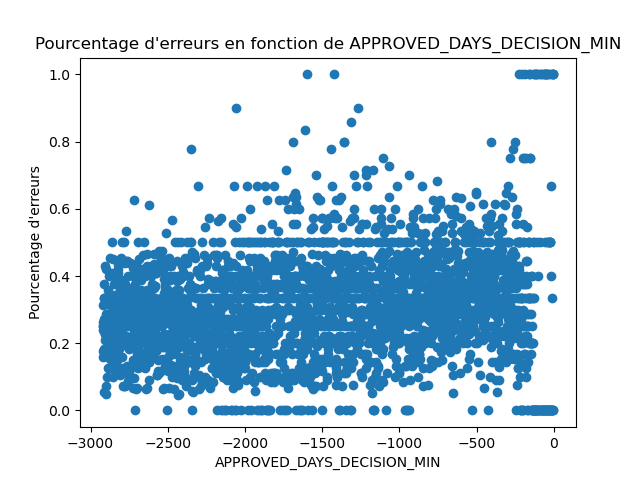 Pourcentage d'erreurs en fonction de APPROVED_DAYS_DECISION_MIN
1.0
0.8
0.6
0.4
0.2
0.0
Pourcentage d'erreurs
−3000 −2500 −2000 −1500 −1000 −500 0
APPROVED_DAYS_DECISION_MIN